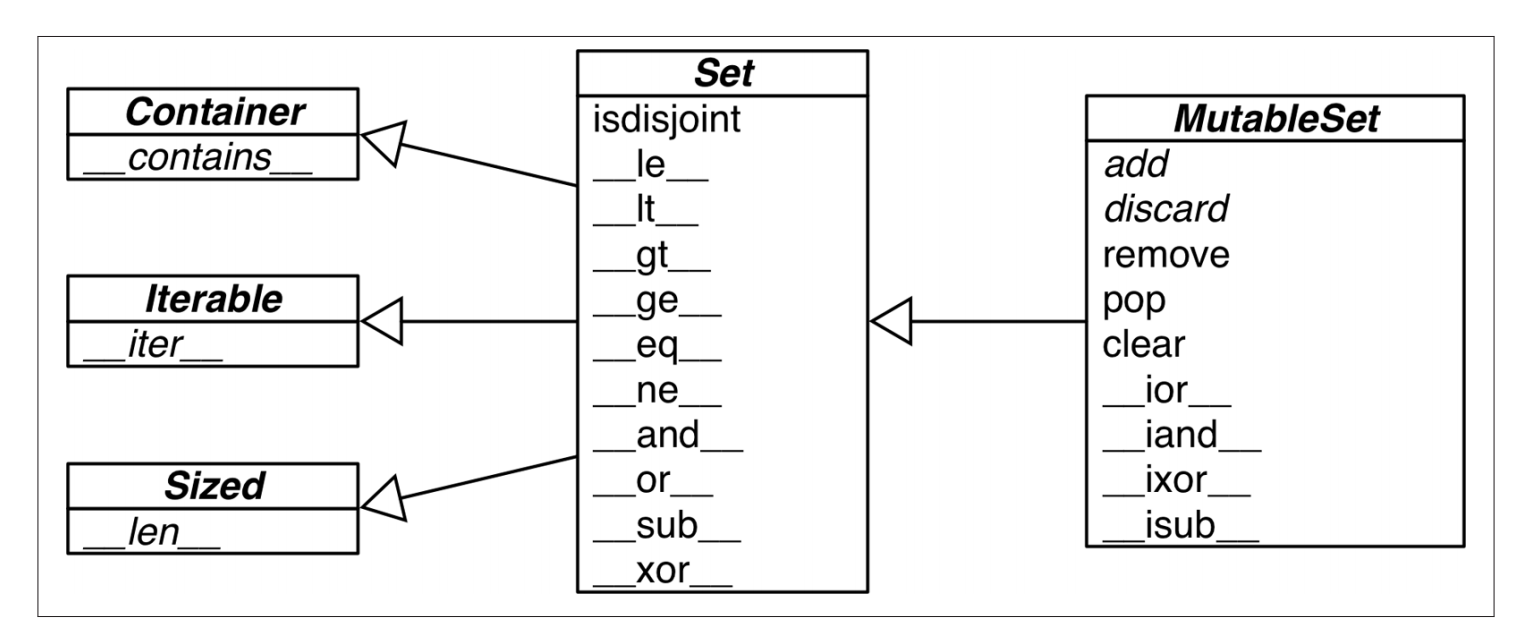 Container
__contains__
Iterable
__iter__
Sized
__len__
Set
isdisjoint
__le__
__lt__
__gt__
__ge__
__eq__
__ne__
__and__
__or__
__sub__
__xor__
MutableSet
add
discard
remove
pop
clear
__ior__
__iand__
__ixor__
__isub__